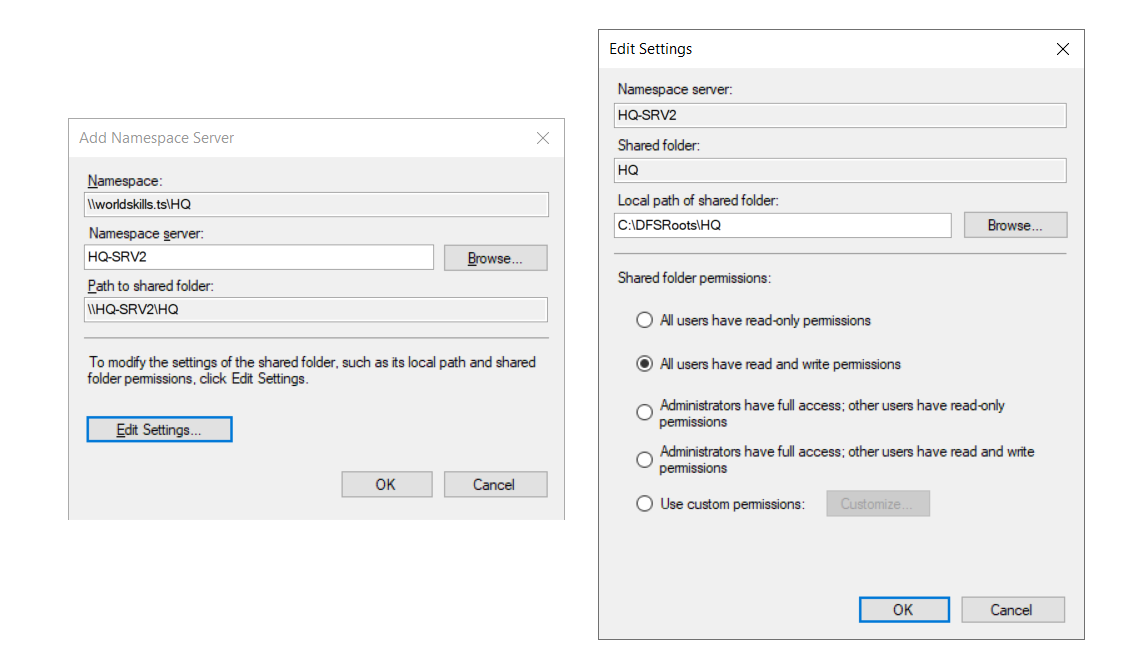 Add Namespace Server
Namespace:
\\worldskills.ts\HQ
Namespace server:
HQ-SRV2
Browse...
Path to shared folder:
\\HQ-SRV2\HQ
To modify the settings of the shared folder, such as its local path and shared
folder permissions, click Edit Settings.
Edit Settings...
OK
Cancel
Edit Settings
Namespace server:
HQ-SRV2
Shared folder:
HQ
Local path of shared folder:
C:\DFSRoots\HQ
Browse...
Shared folder permissions:
All users have read-only permissions
All users have read and write permissions
Administrators have full access; other users have read-only
permissions
Administrators have full access; other users have read and write
permissions
Use custom permissions:
Customize...
OK
Cancel